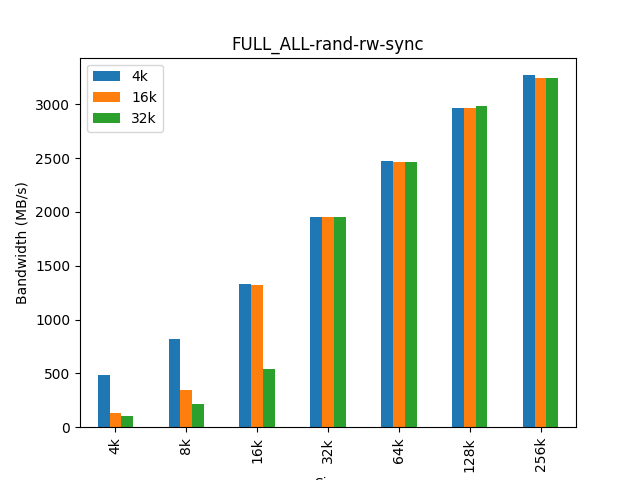 FULL_ALL-rand-rw-sync
4k
16k
32k
Bandwidth (MB/s)
3000
2500
2000
1500
1000
500
0
4k
8k
16k
32k
64k
128k
256k